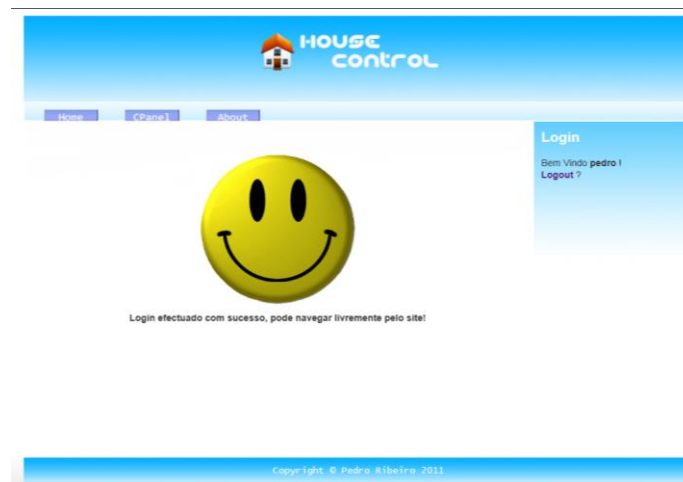 HOUSE
CONTROL
Home CPanel About
Login
Bem Vindo pedro !
Logout ?
Login efectuado com sucesso, pode navegar livremente pelo site!
Copyright © Pedro Ribeiro 2011